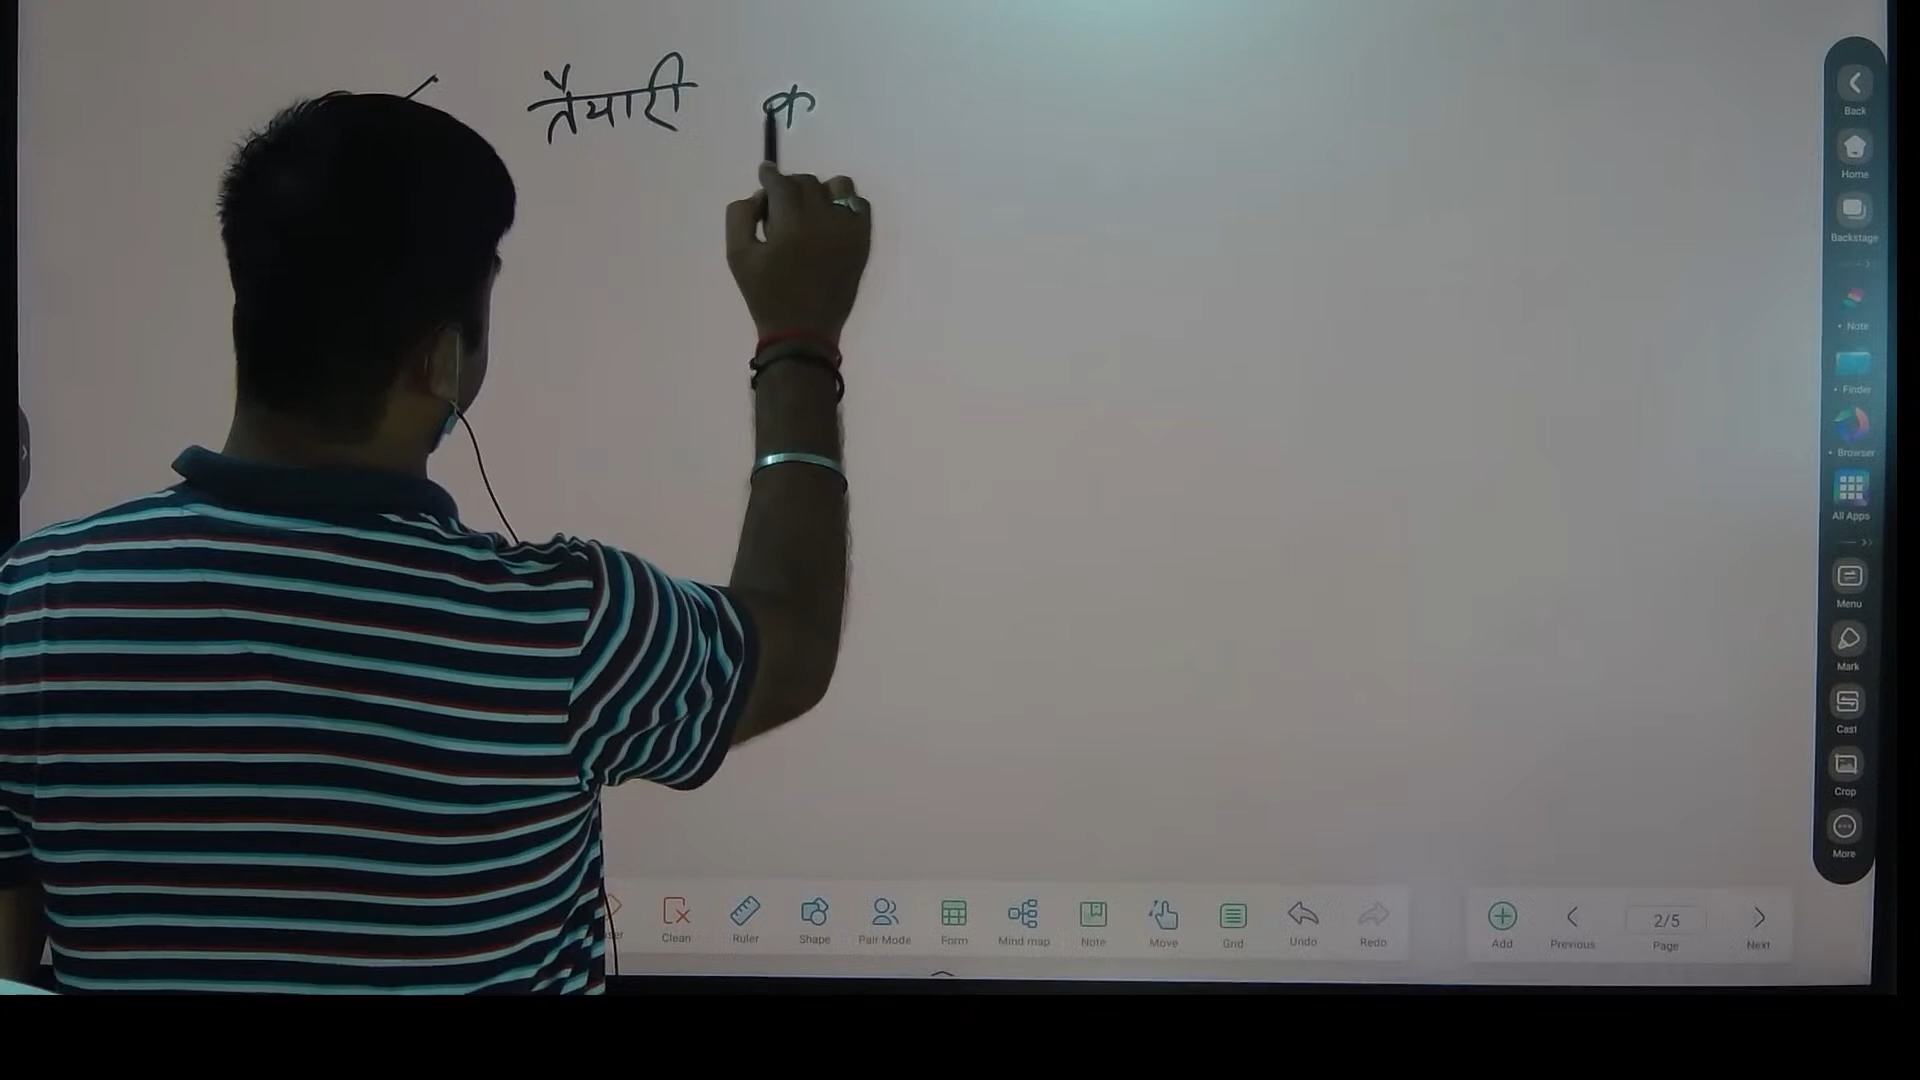 तैयारी क
Back
Home
Backstage
Note
Finder
Browser
All Apps
Menu
Mark
Cast
Crop
More
Clean
Ruler
Shape
Pair Mode
Form
Mind map
Note
Move
Grid
Undo
Redo
Add
Previous
2/5
Page
Next